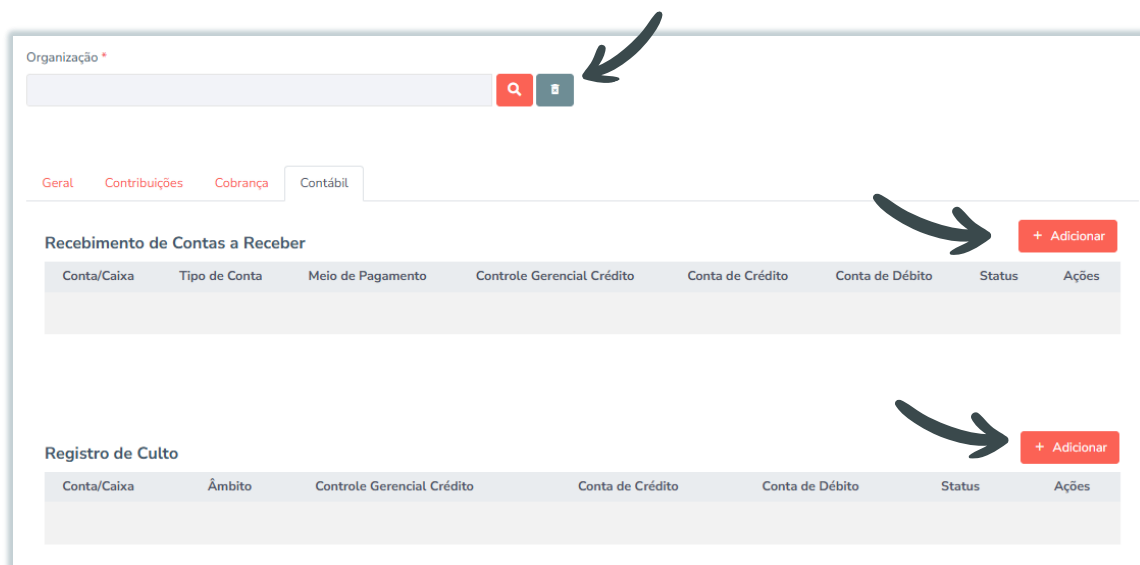 Organização *
Geral Contribuições Cobrança Contábil
Recebimento de Contas a Receber
+ Adicionar
Conta/Caixa Tipo de Conta Meio de Pagamento Controle Gerencial Crédito Conta de Crédito Conta de Débito Status Ações
Registro de Culto
+ Adicionar
Conta/Caixa Âmbito Controle Gerencial Crédito Conta de Crédito Conta de Débito Status Ações